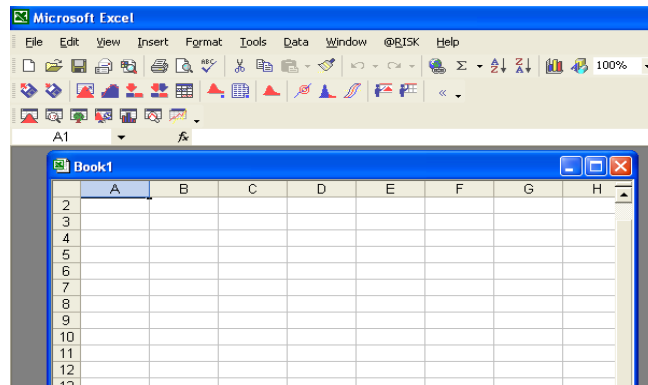 Microsoft Excel
File Edit View Insert Format Tools Data Window @RISK Help
100%
A1 fx
Book1
A B C D E F G H
2
3
4
5
6
7
8
9
10
11
12
13